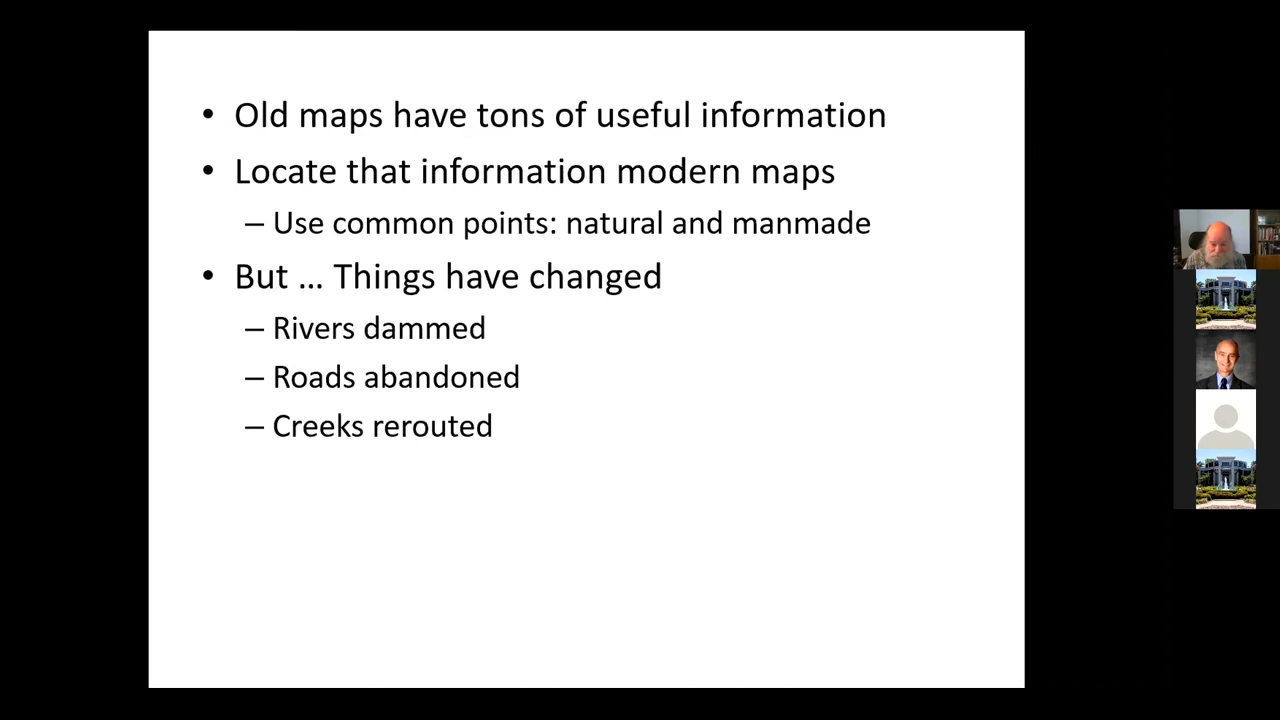 • Old maps have tons of useful information
• Locate that information modern maps
– Use common points: natural and manmade
• But … Things have changed
– Rivers dammed
– Roads abandoned
– Creeks rerouted